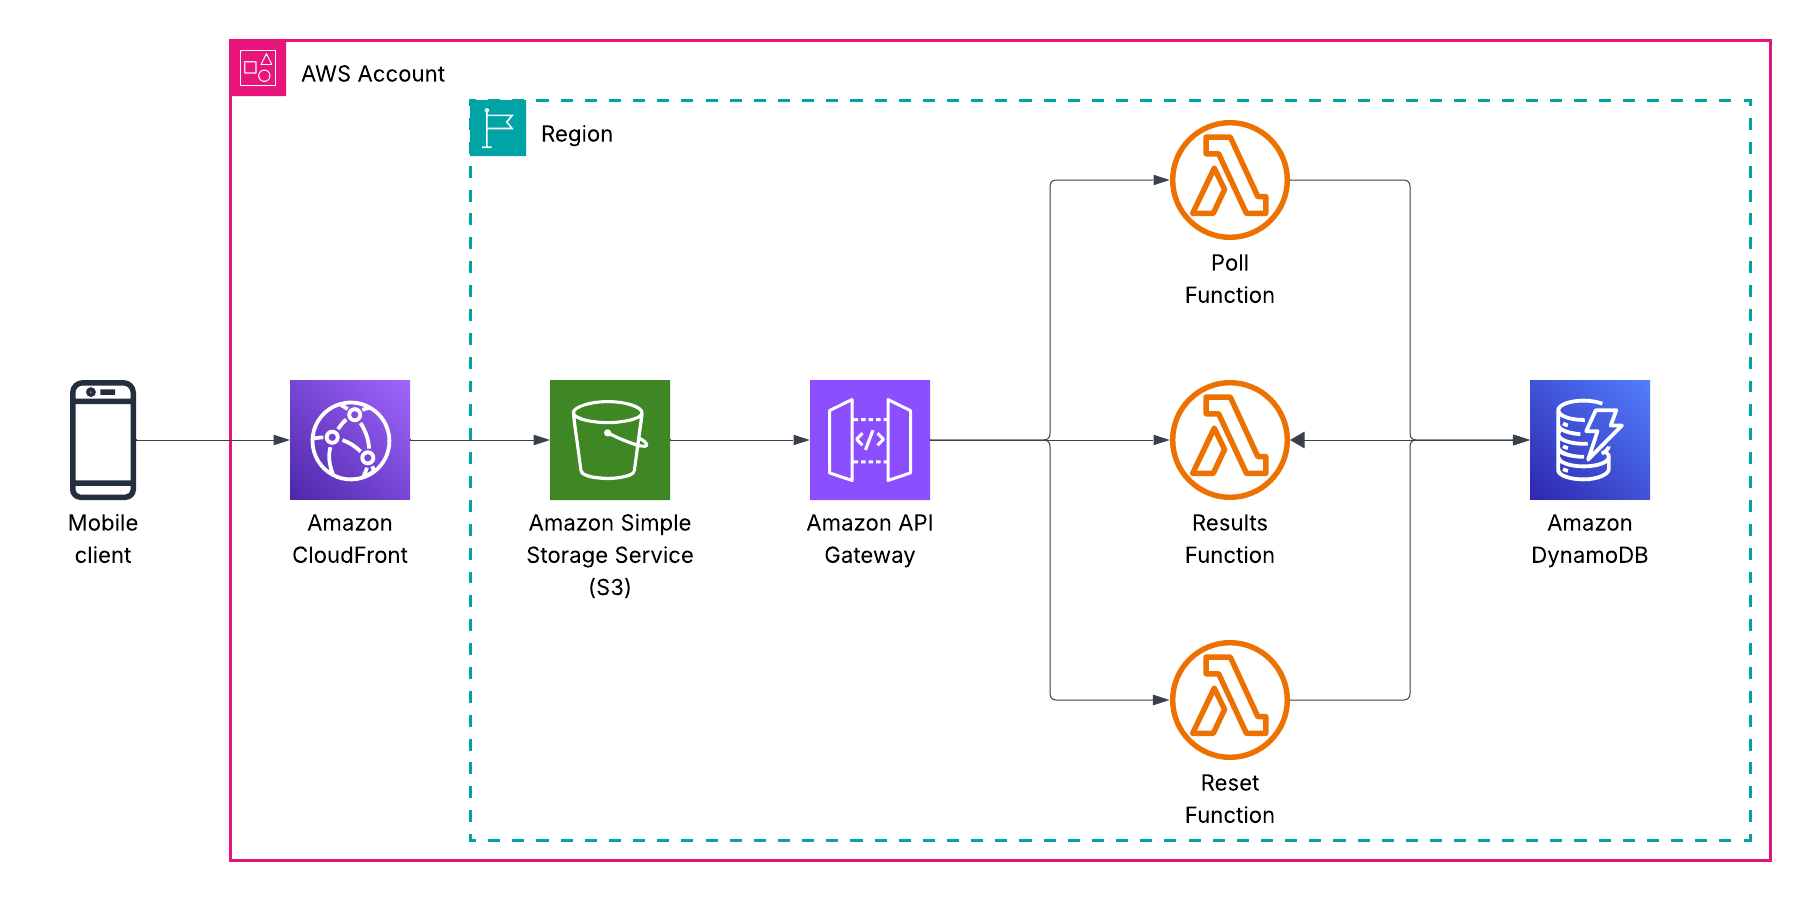 AWS Account
Region
Poll
Function
Mobile
client
Amazon
CloudFront
Amazon Simple
Storage Service
(S3)
Amazon API
Gateway
Results
Function
Amazon
DynamoDB
Reset
Function